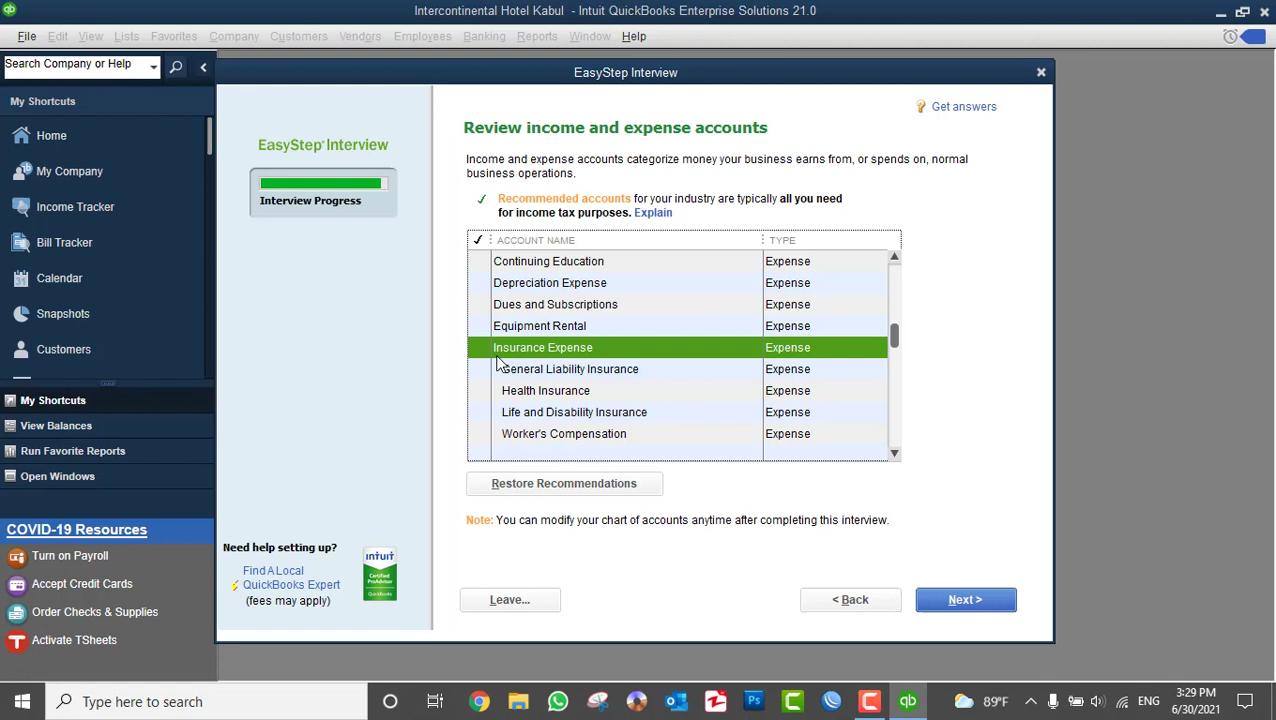 Intercontinental Hotel Kabul - Intuit QuickBooks Enterprise Solutions 21.0
File Edit View Lists Favorites Company Customers Vendors Employees Banking Reports Window Help
Search Company or Help
EasyStep Interview
My Shortcuts
Home
My Company
Income Tracker
Bill Tracker
Calendar
Snapshots
Customers
My Shortcuts
View Balances
Run Favorite Reports
Open Windows
COVID-19 Resources
Turn on Payroll
Accept Credit Cards
Order Checks & Supplies
Activate TSheets
EasyStep Interview
Interview Progress
Need help setting up?
Find A Local
QuickBooks Expert
(fees may apply)
intuit
Certified
ProAdvisor
QuickBooks
Get answers
Review income and expense accounts
Income and expense accounts categorize money your business earns from, or spends on, normal
business operations.
Recommended accounts for your industry are typically all you need
for income tax purposes. Explain
ACCOUNT NAME TYPE
Continuing Education Expense
Depreciation Expense Expense
Dues and Subscriptions Expense
Equipment Rental Expense
Insurance Expense Expense
General Liability Insurance Expense
Health Insurance Expense
Life and Disability Insurance Expense
Worker's Compensation Expense
Restore Recommendations
Note: You can modify your chart of accounts anytime after completing this interview.
Leave...
< Back
Next >
Type here to search
Ps
qb
89°F
ENG
3:29 PM
6/30/2021